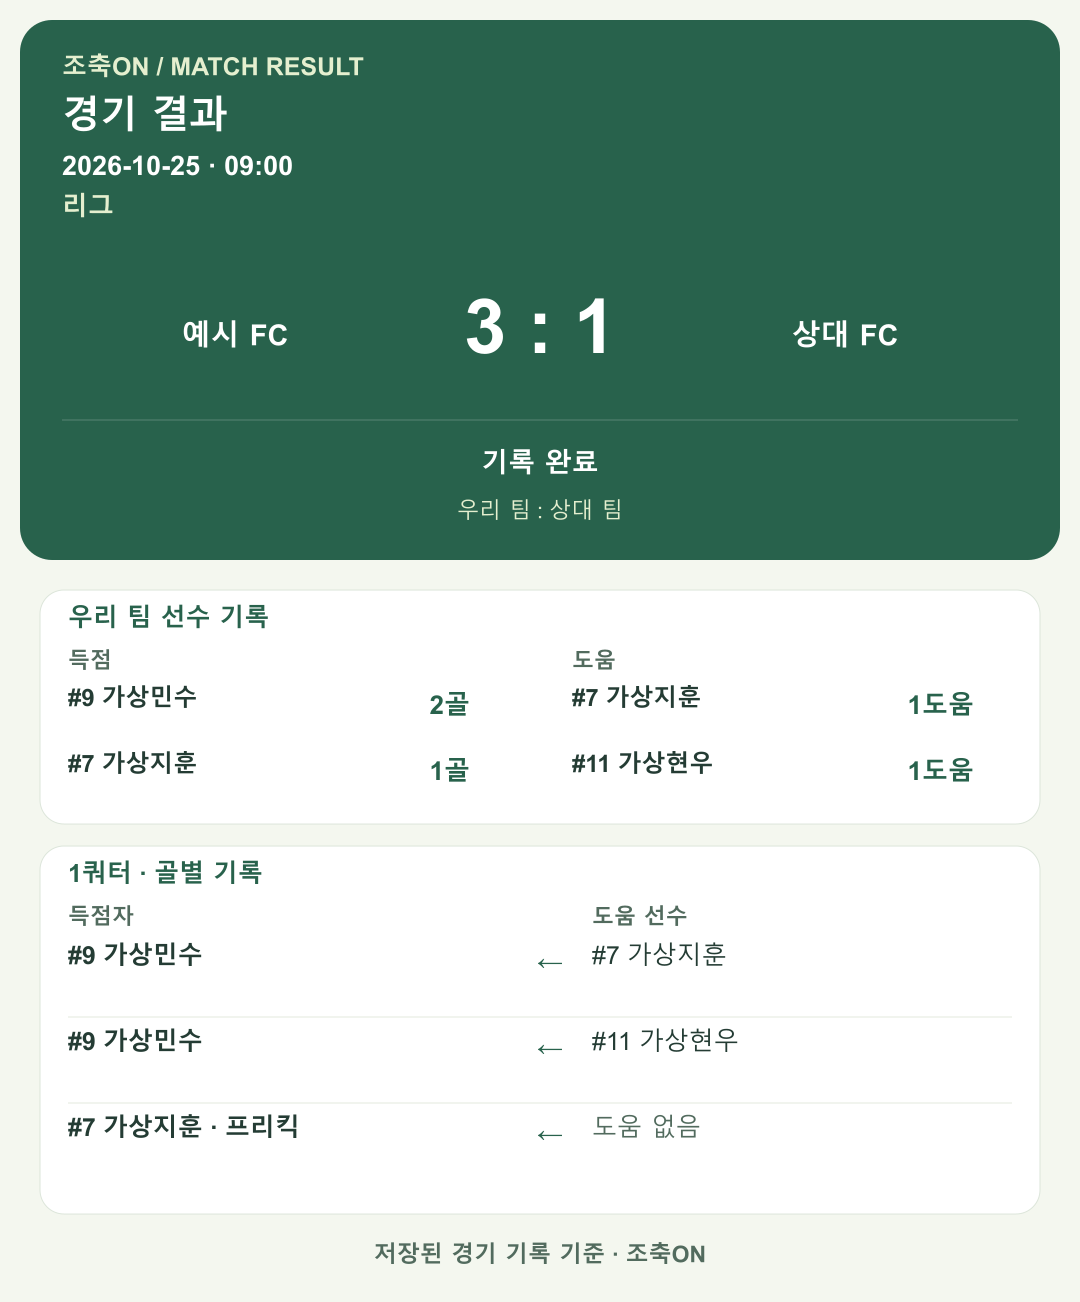 조축ON / MATCH RESULT
경기 결과
2026-10-25 · 09:00
리그
예시 FC 3 : 1 상대 FC
기록 완료
우리 팀 : 상대 팀
우리 팀 선수 기록
득점 도움
#9 가상민수 2골 #7 가상지훈 1도움
#7 가상지훈 1골 #11 가상현우 1도움
1쿼터 · 골별 기록
득점자 도움 선수
#9 가상민수 ← #7 가상지훈
#9 가상민수 ← #11 가상현우
#7 가상지훈 · 프리킥 ← 도움 없음
저장된 경기 기록 기준 · 조축ON